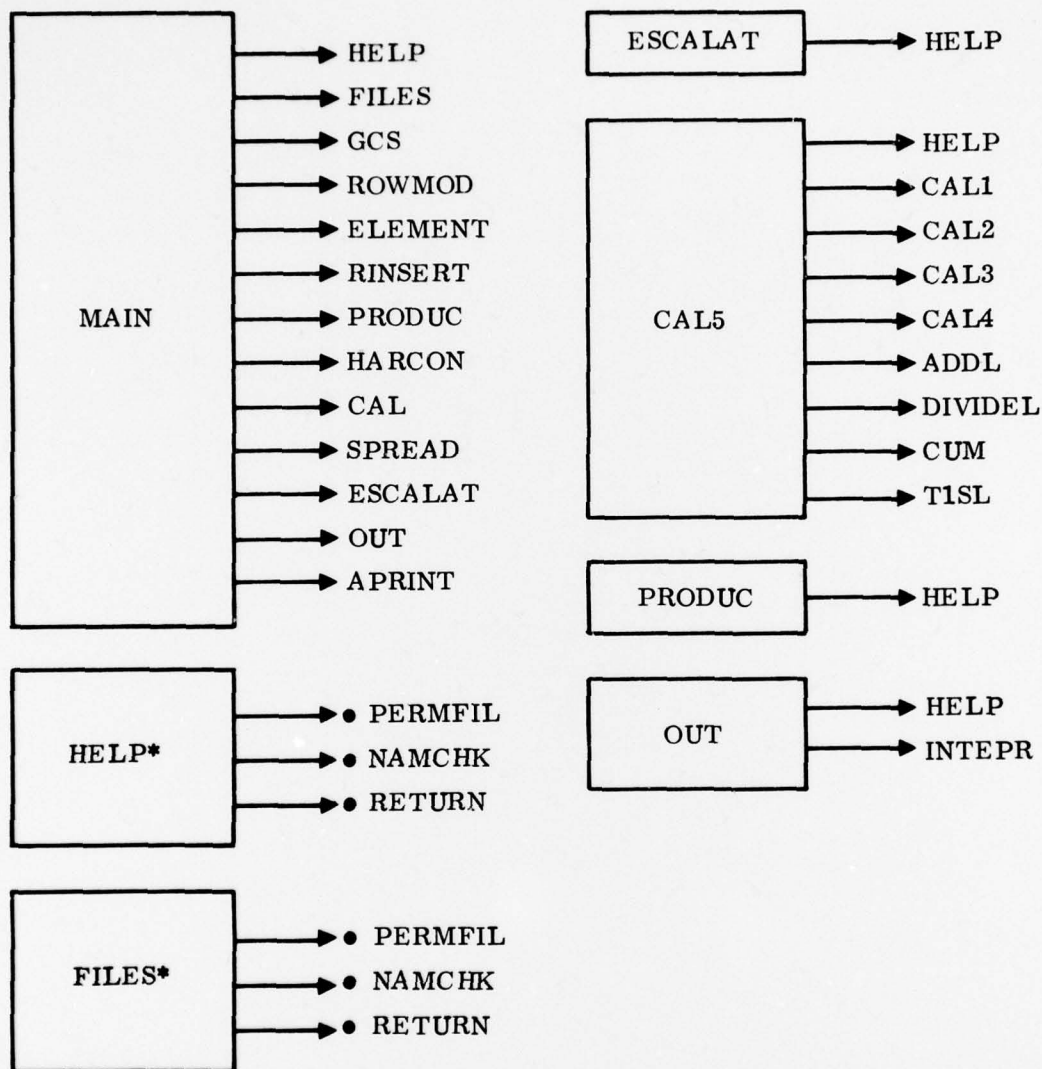 MAIN
HELP
FILES
GCS
ROWMOD
ELEMENT
RINSERT
PRODUC
HARCON
CAL
SPREAD
ESCALAT
OUT
APRINT
HELP*
• PERMFIL
• NAMCHK
• RETURN
FILES*
• PERMFIL
• NAMCHK
• RETURN
ESCALAT
HELP
CAL5
HELP
CAL1
CAL2
CAL3
CAL4
ADDL
DIVIDEL
CUM
T1SL
PRODUC
HELP
OUT
HELP
INTEPR